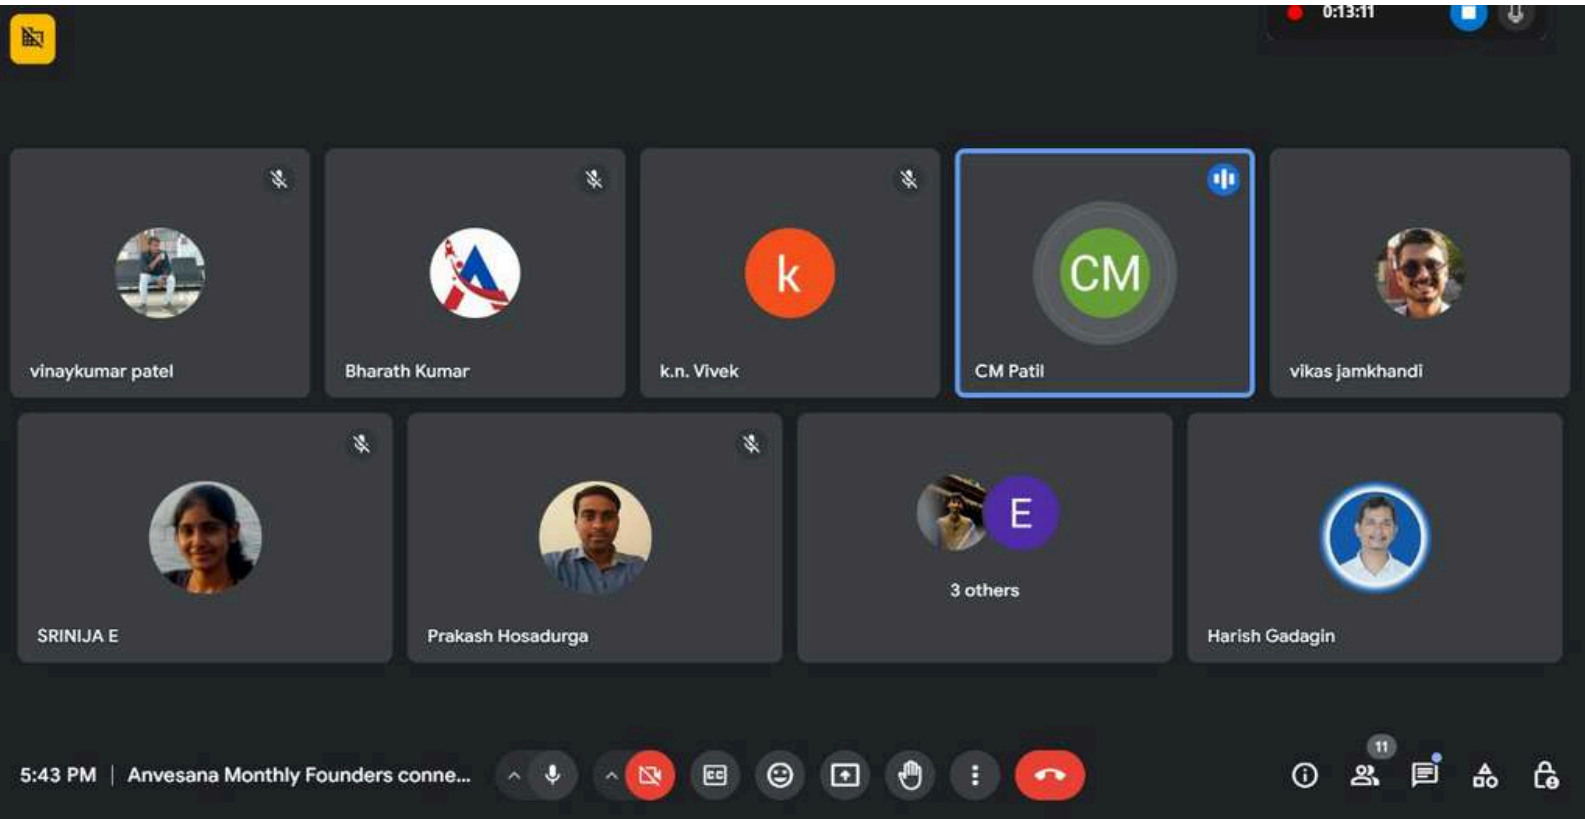 0:13:11
k
CM
vinaykumar patel
Bharath Kumar
k.n. Vivek
CM Patil
vikas jamkhandi
E
3 others
SRINIJA E
Prakash Hosadurga
Harish Gadagin
11
5:43 PM | Anvesana Monthly Founders conne...
CC